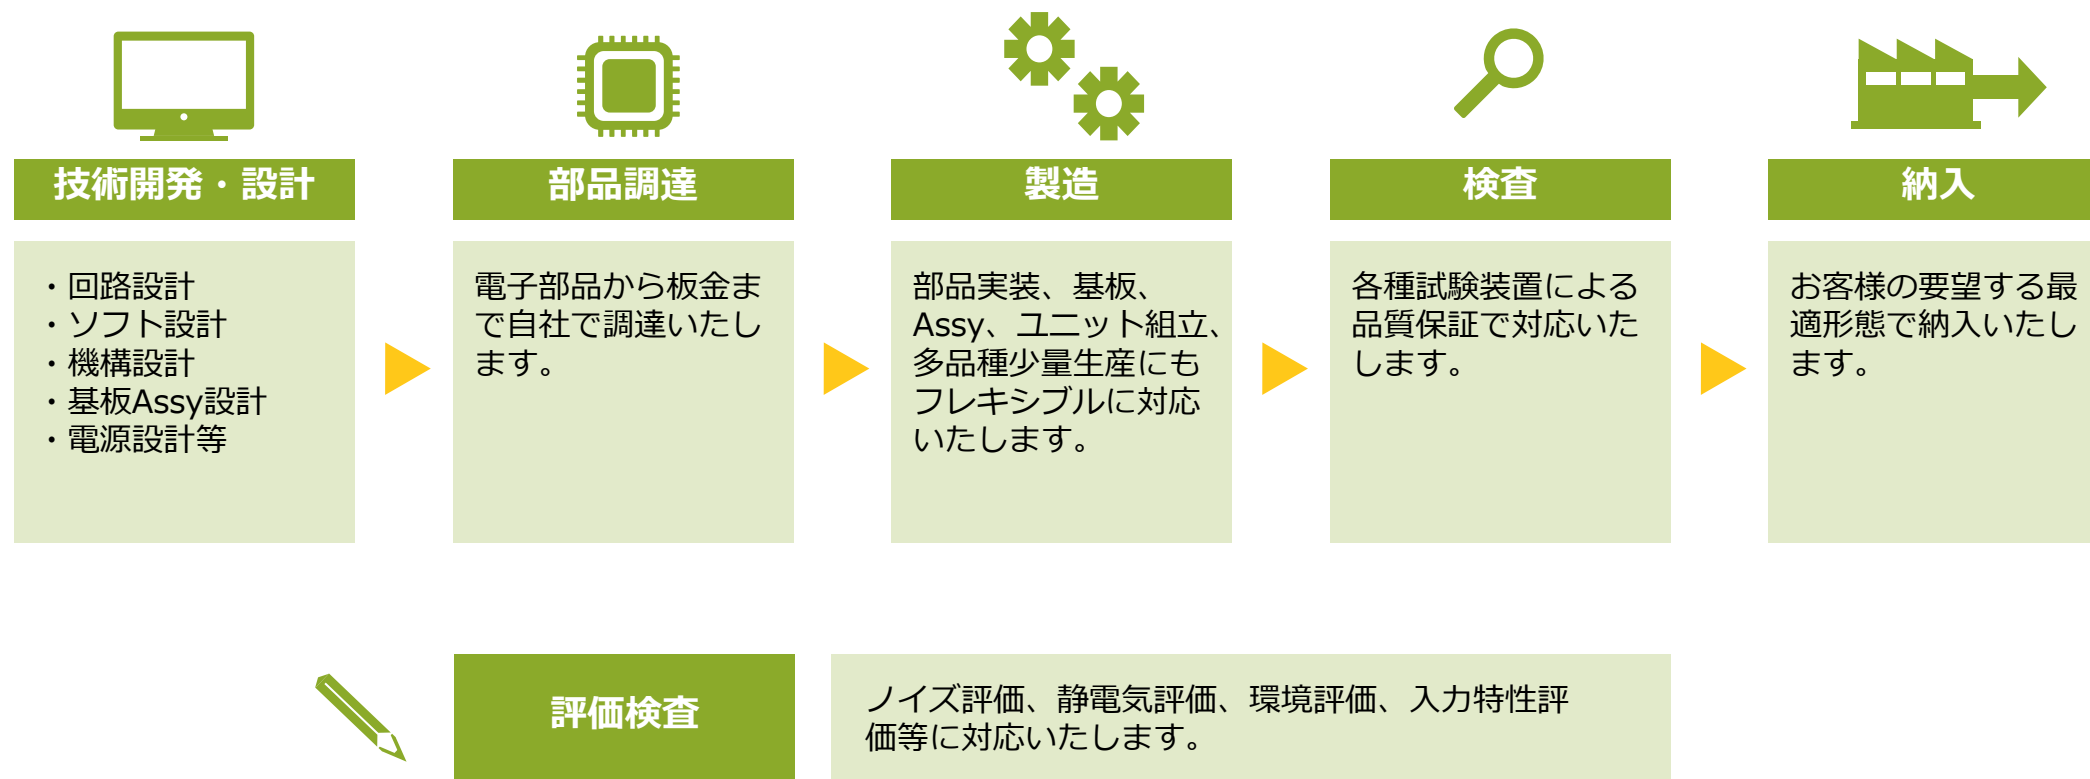 技術開発・設計
・回路設計
・ソフト設計
・機構設計
・基板Assy設計
・電源設計等
部品調達
電子部品から板金ま
で自社で調達いたし
ます。
製造
部品実装、基板、
Assy、ユニット組立、
多品種少量生産にも
フレキシブルに対応
いたします。
検査
各種試験装置による
品質保証で対応いた
します。
納入
お客様の要望する最
適形態で納入いたし
ます。
評価検査
ノイズ評価、静電気評価、環境評価、入力特性評
価等に対応いたします。